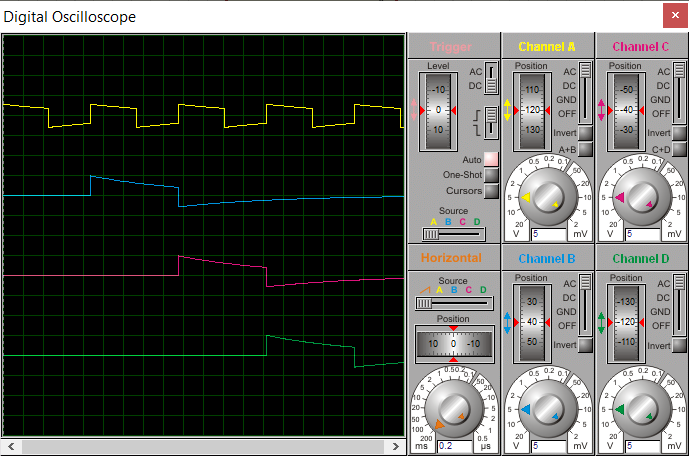 Digital Oscilloscope
Trigger
Level
-10
0
10
AC
DC
Auto
One-Shot
Cursors
Source
A B C D
Channel A
Position
110
120
130
AC
DC
GND
OFF
Invert
A+B
20 10 5 2 1 0.5 0.2 0.1 50 20 10 5 2
V 5 mV
Channel C
Position
-50
-40
-30
AC
DC
GND
OFF
Invert
C+D
20 10 5 2 1 0.5 0.2 0.1 50 20 10 5 2
V 5 mV
Horizontal
Source
A B C D
Position
10 0 -10
200 100 50 20 10 5 2 1 0.5 0.2 0.1 50 20 10 5 2 1 0.5
ms 0.2 µs
Channel B
Position
30
40
50
AC
DC
GND
OFF
Invert
20 10 5 2 1 0.5 0.2 0.1 50 20 10 5 2
V 5 mV
Channel D
Position
-130
-120
-110
AC
DC
GND
OFF
Invert
20 10 5 2 1 0.5 0.2 0.1 50 20 10 5 2
V 5 mV